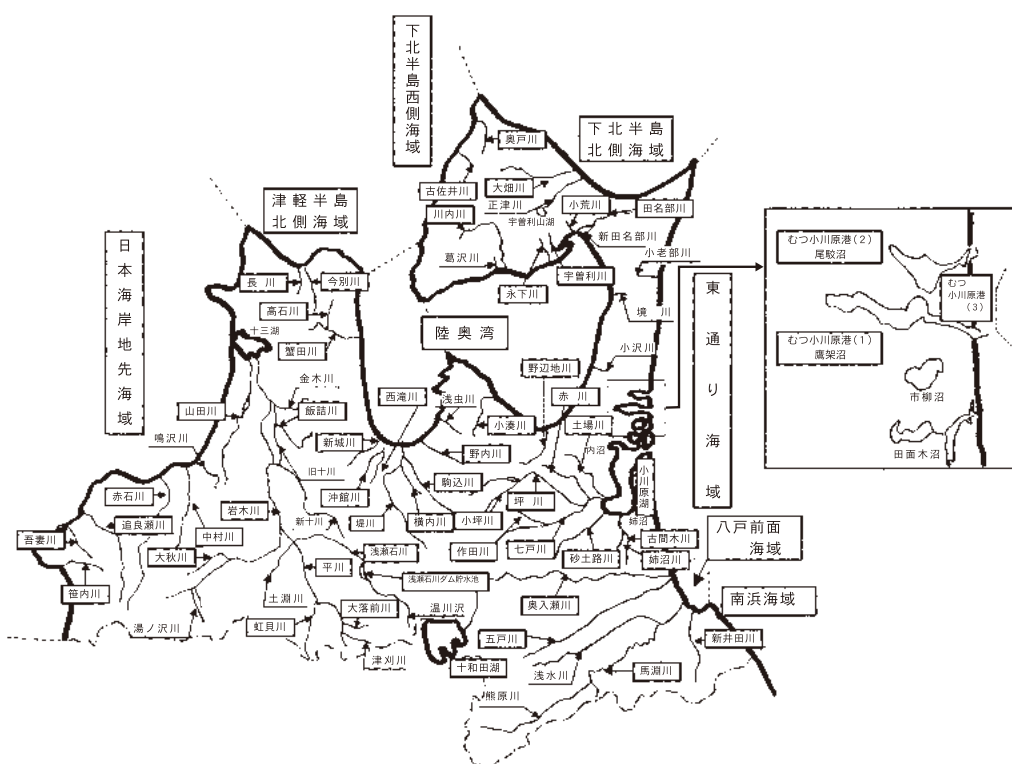 下北半島西側海域
下北半島
北側海域
津軽半島
北側海域
日本海岸地先海域
奥戸川
古佐井川
大畑川
正津川
小荒川
田名部川
川内川
宇曽利山湖
新田名部川
葛沢川
宇曽利川
小老部川
永下川
長川
今別川
高石川
十三湖
蟹田川
陸奥湾
境川
小沢川
東通り海域
むつ小川原港(2)
尾駮沼
むつ
小川原港
(3)
むつ小川原港(1)
鷹架沼
市柳沼
田面木沼
金木川
西滝川
浅虫川
野辺地川
赤川
山田川
飯詰川
小湊川
土場川
鳴沢川
新城川
野内川
内沼
旧十川
駒込川
小川原湖
赤石川
沖館川
坪川
岩木川
新十川
堤川
横内川
小坪川
姉沼
追良瀬川
吾妻川
中村川
浅瀬石川
作田川
七戸川
砂土路川
古間木川
姉沼川
八戸前面
海域
大秋川
平川
浅瀬石川ダム貯水池
笹内川
土淵川
大落前川
温川沢
奥入瀬川
南浜海域
湯ノ沢川
虹貝川
津刈川
五戸川
新井田川
十和田湖
浅水川
馬淵川
熊原川